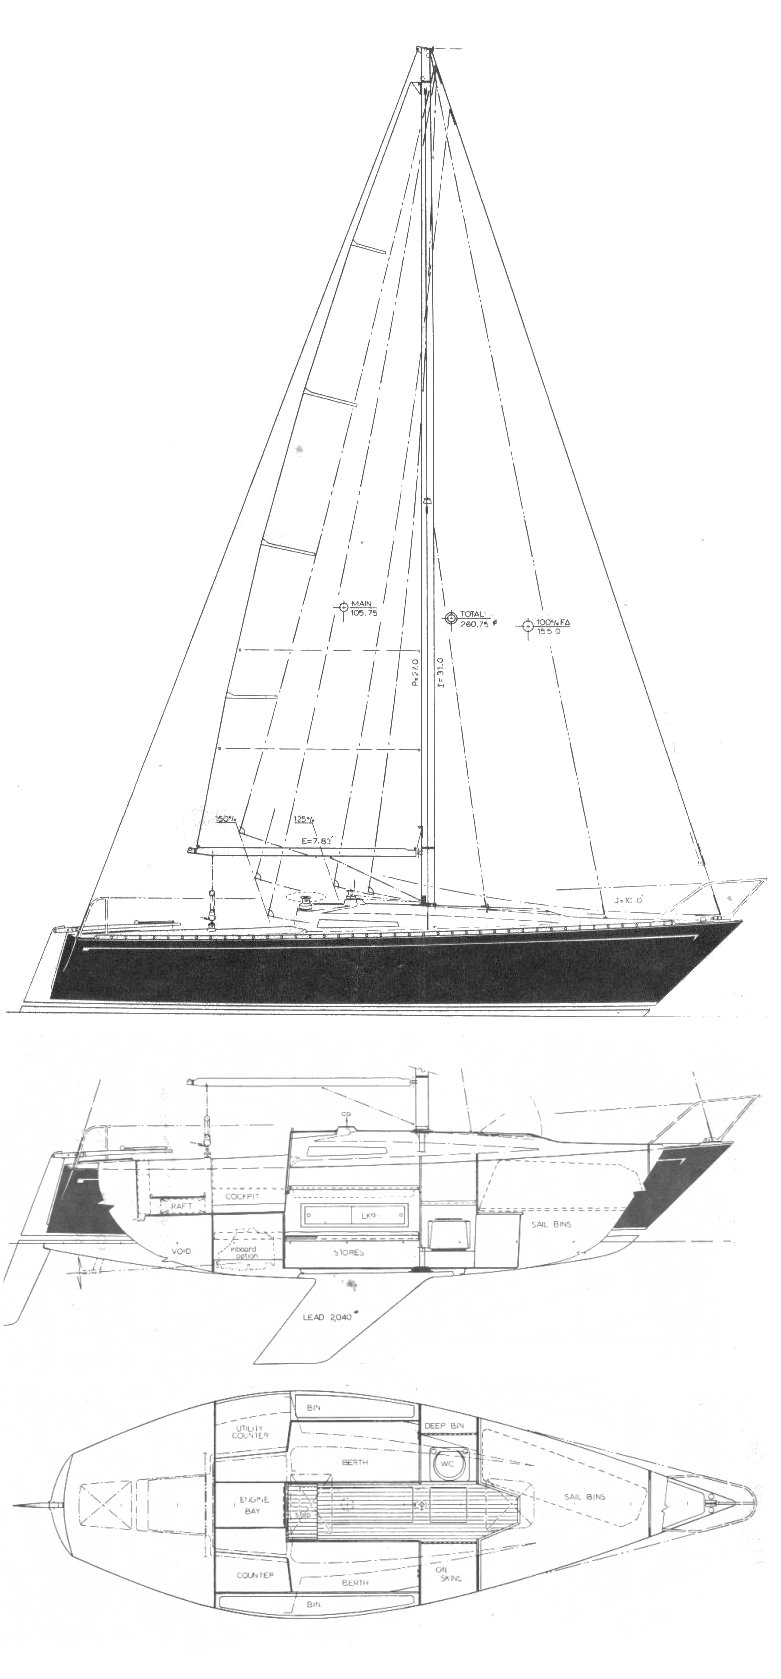 MAIN
105.75
TOTAL
260.75
100% FΔ
155.0
P=27.0
I=31.0
150%
125%
E=7.83
J=10.0
CG
RAFT
COCKPIT
LKR
SAIL BINS
VOID
inboard
option
STORES
LEAD 2,040#
BIN
UTILITY
COUNTER
DEEP BIN
BERTH
WC
ENGINE
BAY
SAIL BINS
COUNTER
BERTH
OIL
SKINS
BIN